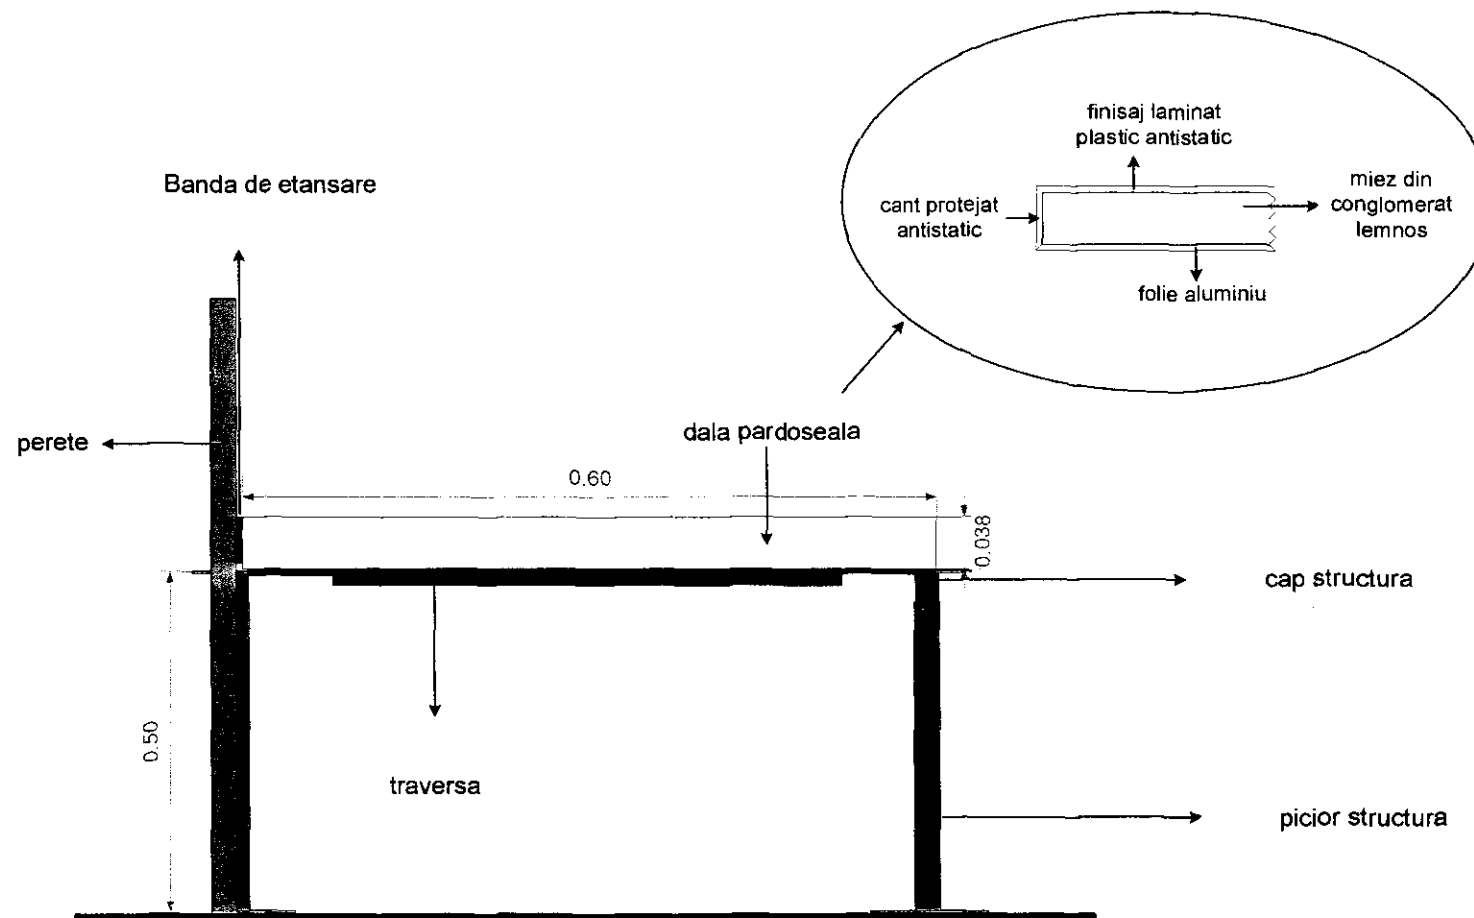 finisaj laminat
plastic antistatic
Banda de etansare
miez din
conglomerat
lemnos
cant protejat
antistatic
folie aluminiu
perete
dala pardoseala
0.60
0.038
cap structura
0.50
traversa
picior structura